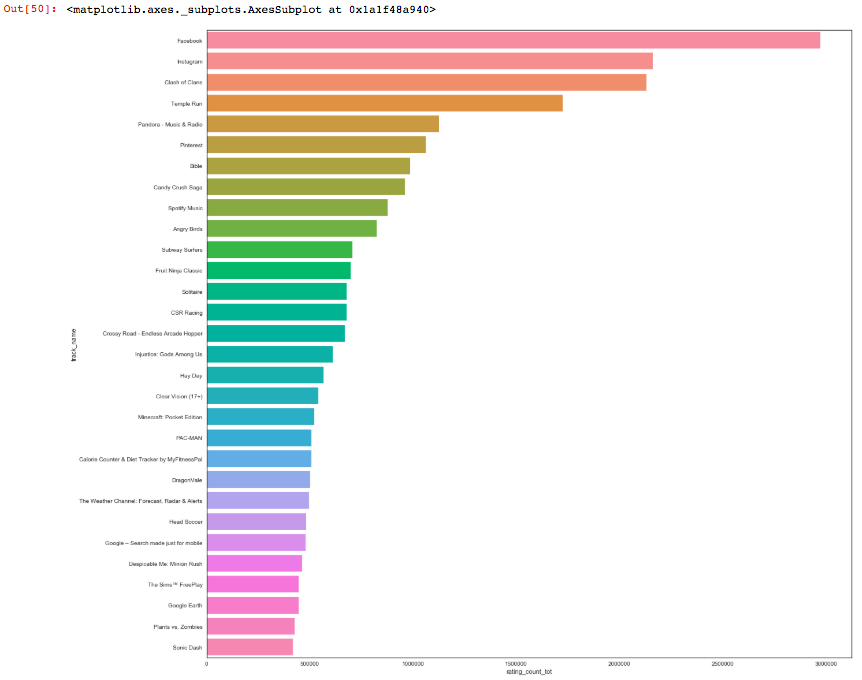 Out[50]: <matplotlib.axes._subplots.AxesSubplot at 0x1a1f48a940>
Facebook
Instagram
Clash of Clans
Temple Run
Pandora - Music & Radio
Pinterest
Bible
Candy Crush Saga
Spotify Music
Angry Birds
Subway Surfers
Fruit Ninja Classic
Solitaire
CSR Racing
Crossy Road - Endless Arcade Hopper
Injustice: Gods Among Us
Hay Day
Clear Vision (17+)
Minecraft: Pocket Edition
PAC-MAN
Calorie Counter & Diet Tracker by MyFitnessPal
DragonVale
The Weather Channel: Forecast, Radar & Alerts
Head Soccer
Google – Search made just for mobile
Despicable Me: Minion Rush
The Sims™ FreePlay
Google Earth
Plants vs. Zombies
Sonic Dash
track_name
0 500000 1000000 1500000 2000000 2500000 3000000
rating_count_tot